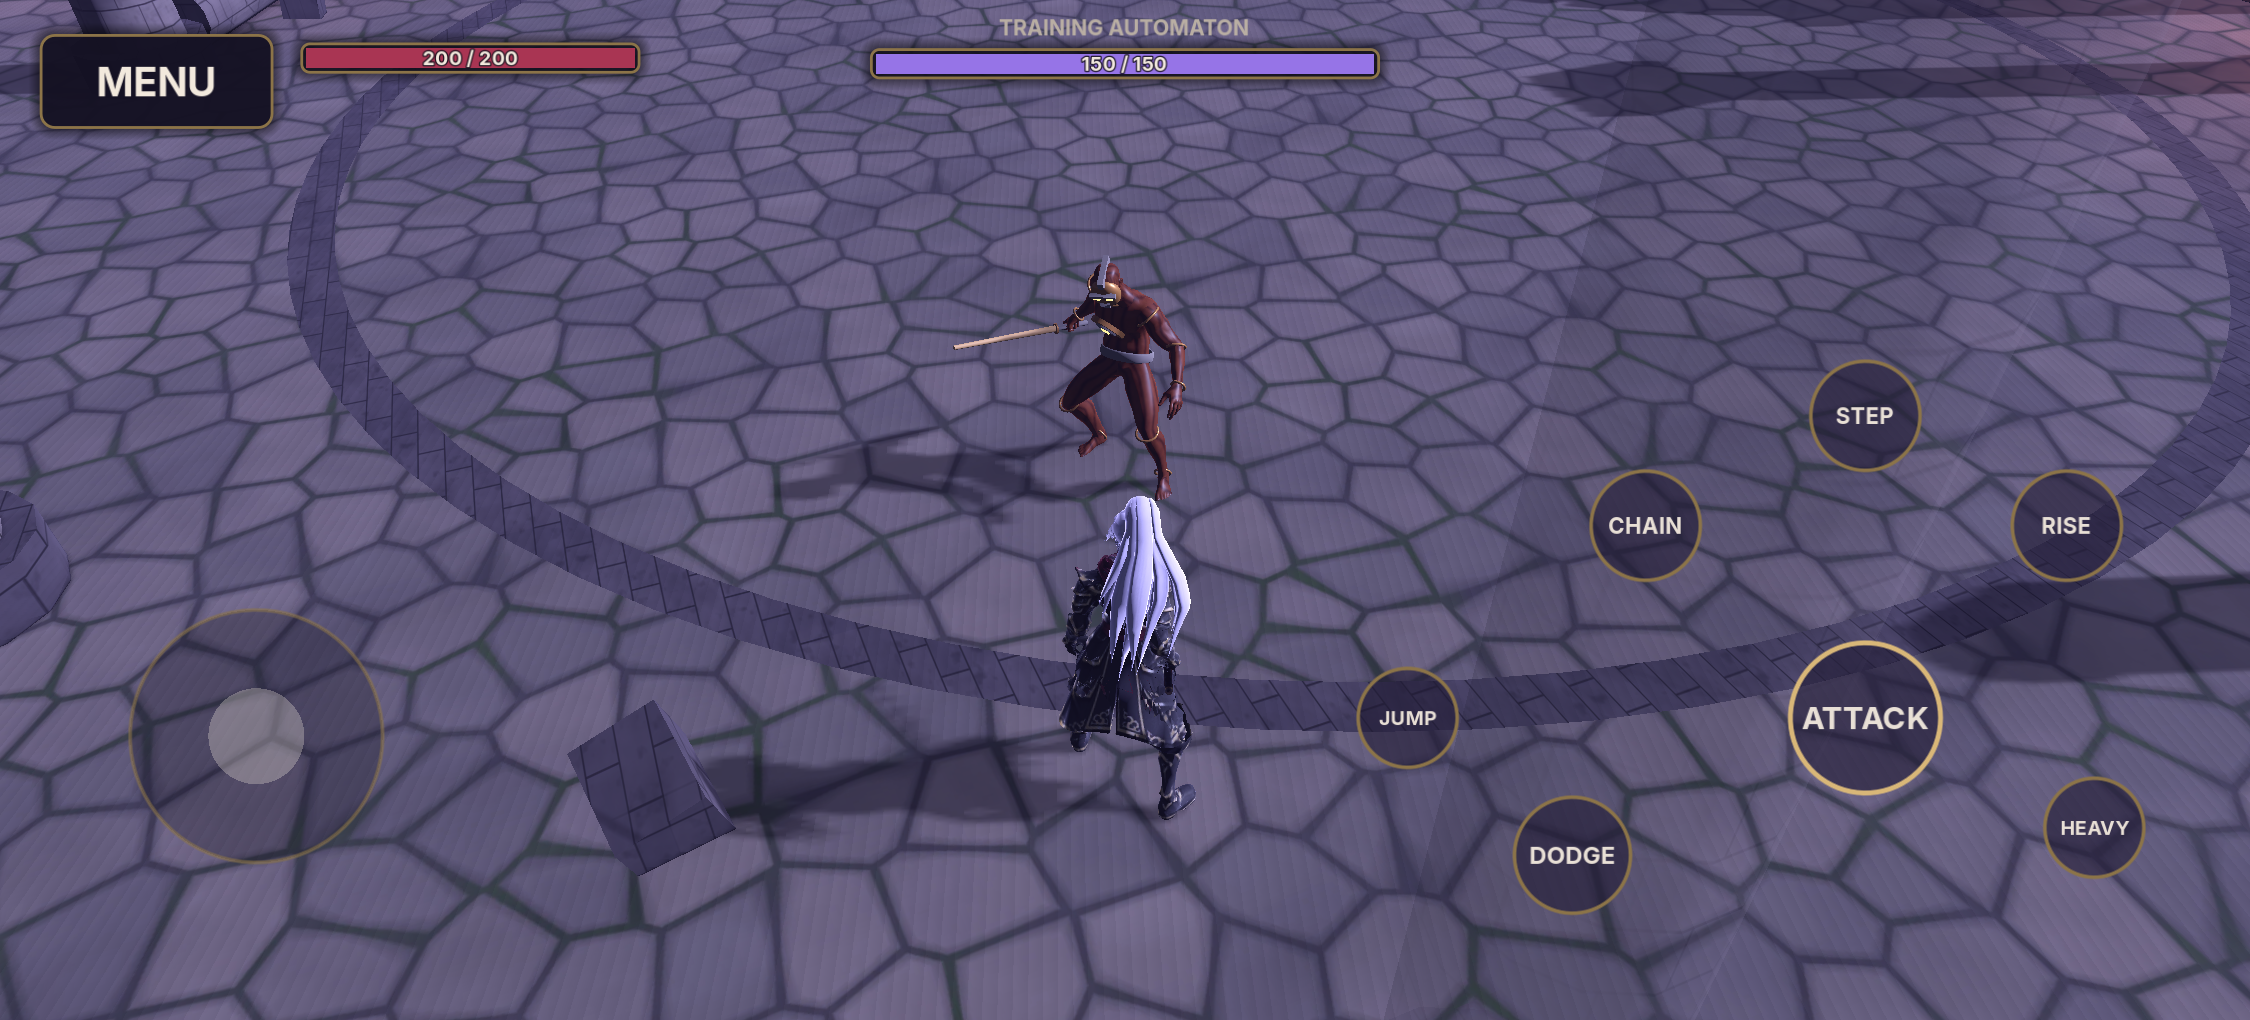 TRAINING AUTOMATON
MENU
200 / 200
150 / 150
STEP
CHAIN
RISE
JUMP
ATTACK
HEAVY
DODGE